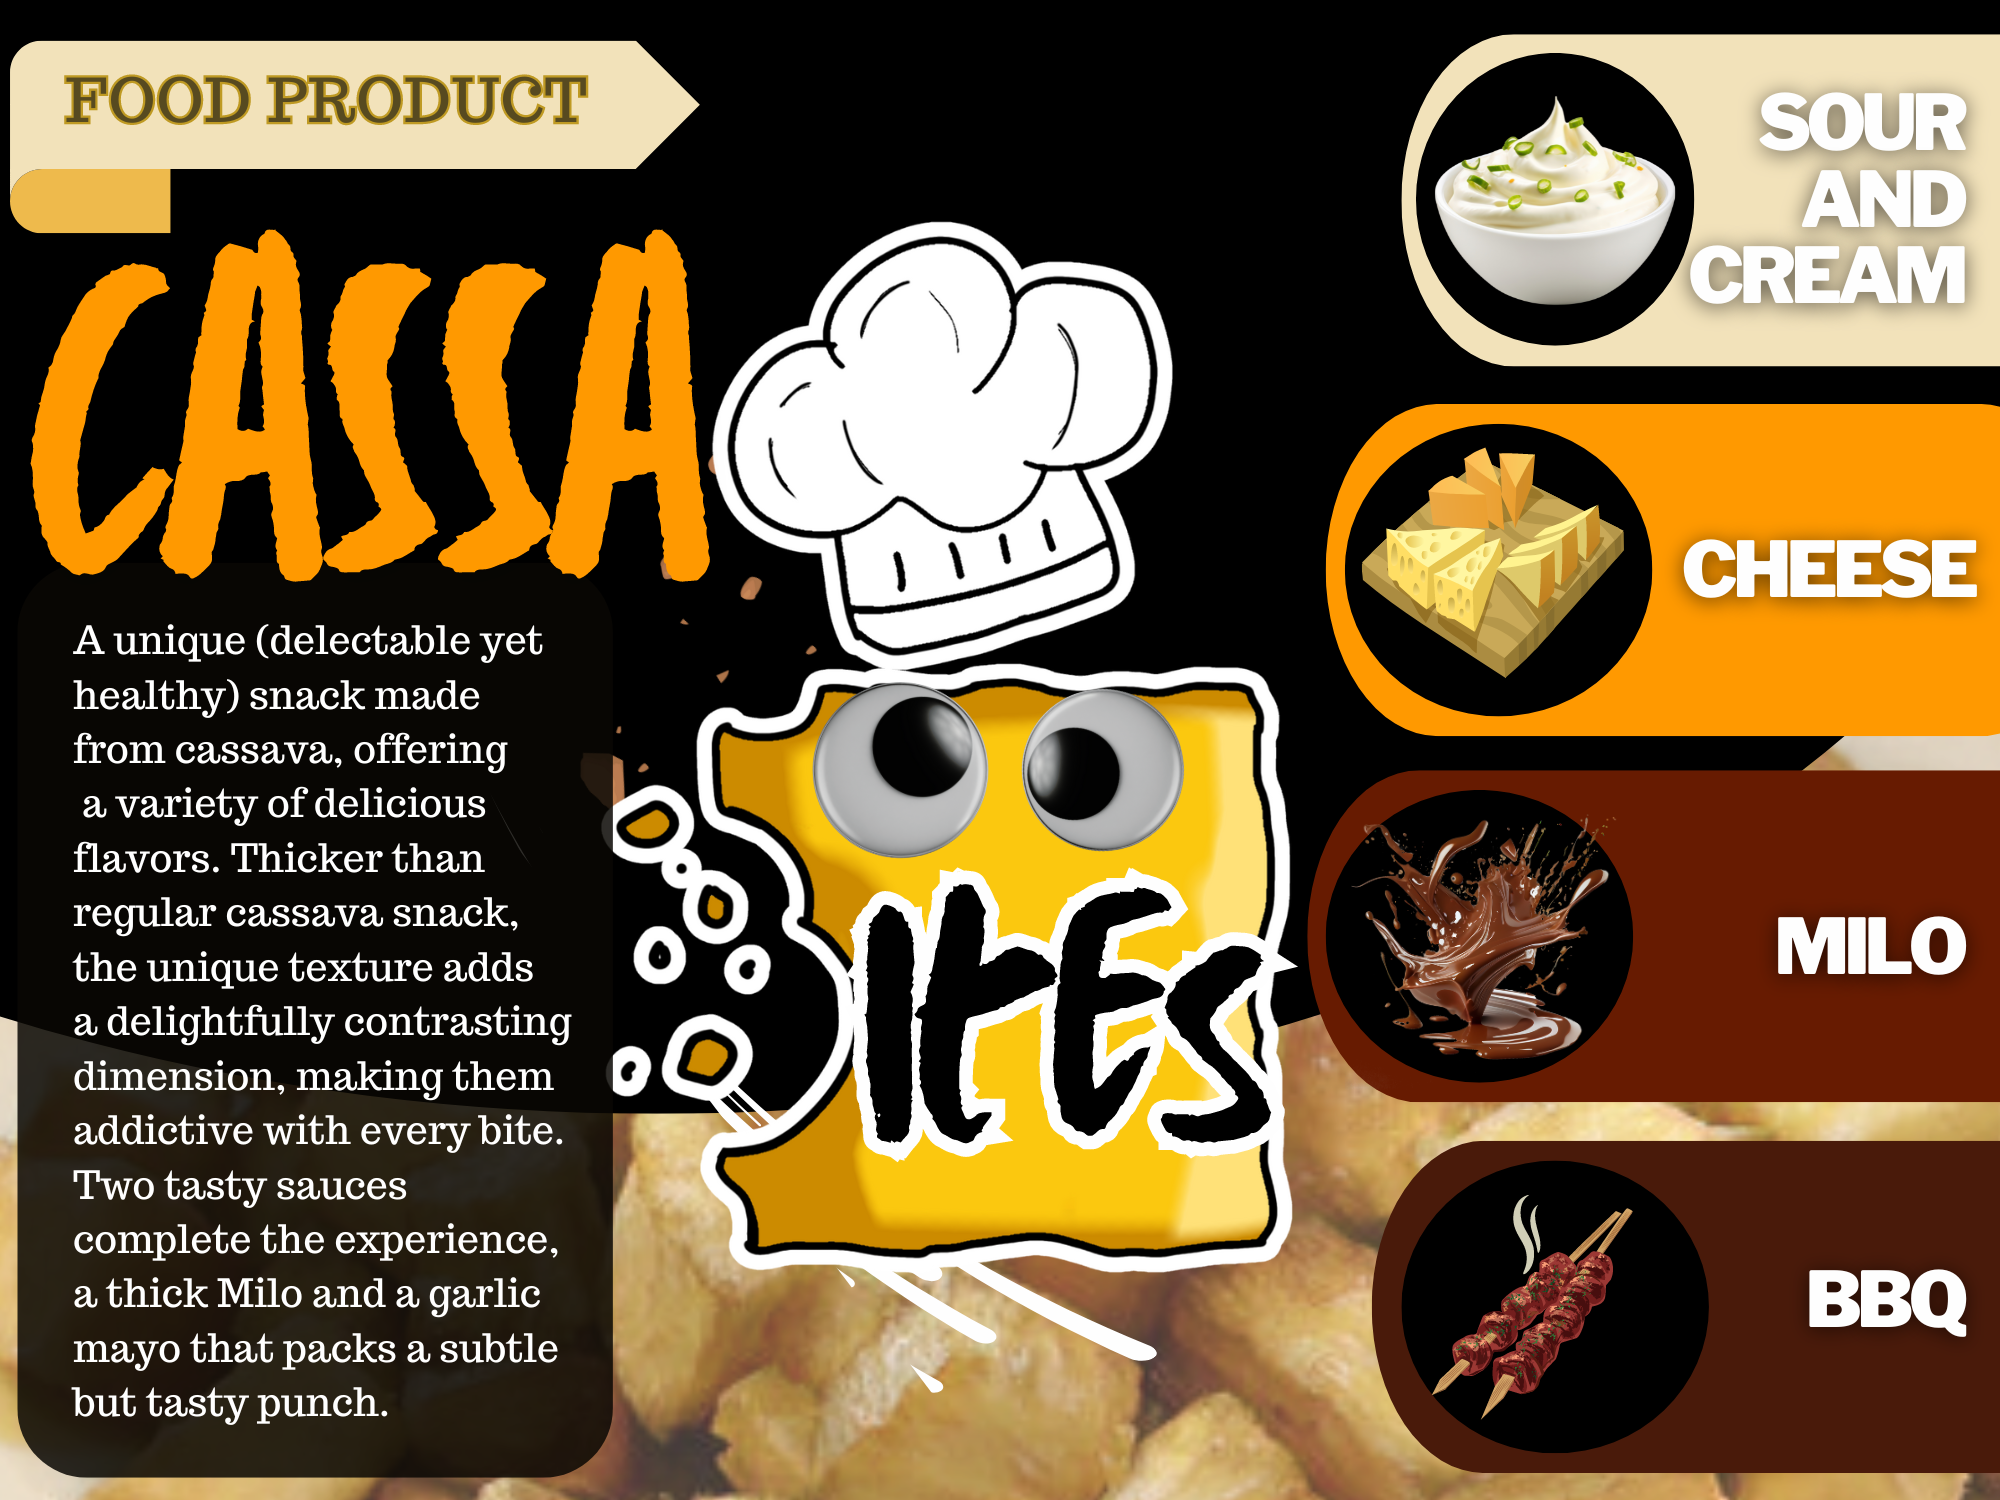 FOOD PRODUCT
CASSA
ItEs
A unique (delectable yet
healthy) snack made
from cassava, offering
a variety of delicious
flavors. Thicker than
regular cassava snack,
the unique texture adds
a delightfully contrasting
dimension, making them
addictive with every bite.
Two tasty sauces
complete the experience,
a thick Milo and a garlic
mayo that packs a subtle
but tasty punch.
SOUR
AND
CREAM
CHEESE
MILO
BBQ